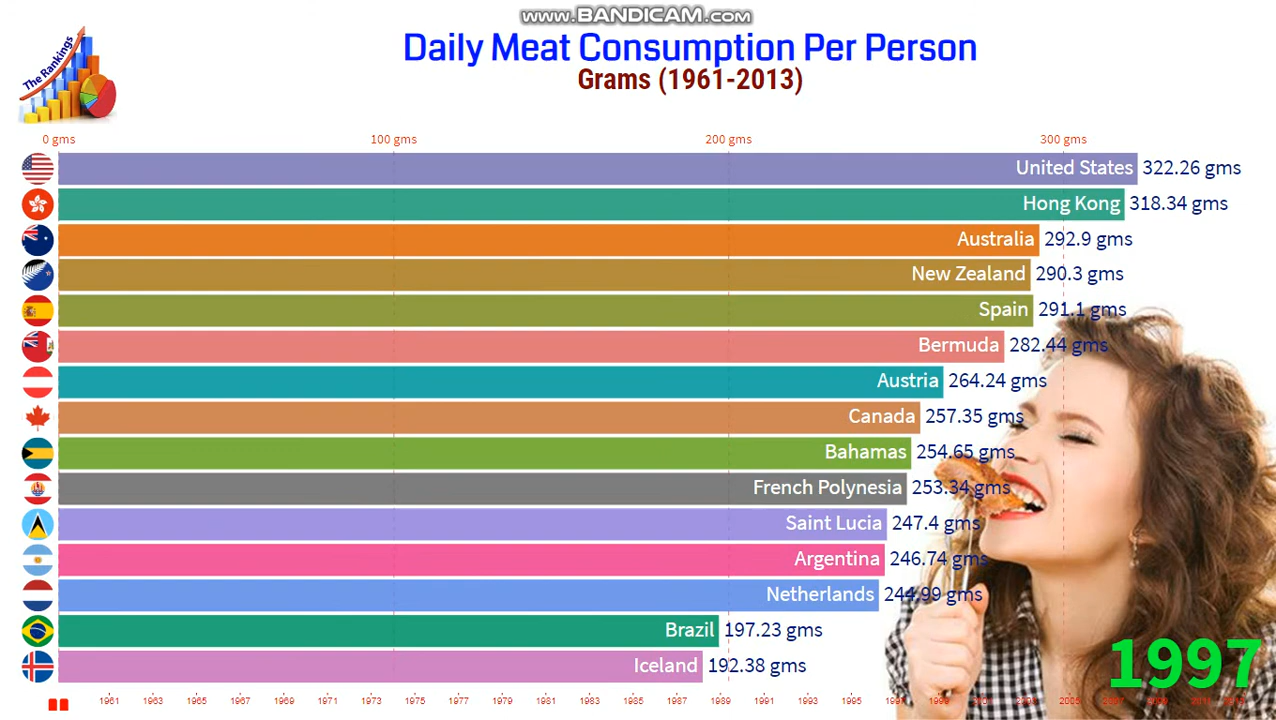 www.BANDICAM.com
Daily Meat Consumption Per Person
Grams (1961-2013)
The Rankings
0 gms 100 gms 200 gms 300 gms
United States 322.26 gms
Hong Kong 318.34 gms
Australia 292.9 gms
New Zealand 290.3 gms
Spain 291.1 gms
Bermuda 282.44 gms
Austria 264.24 gms
Canada 257.35 gms
Bahamas 254.65 gms
French Polynesia 253.34 gms
Saint Lucia 247.4 gms
Argentina 246.74 gms
Netherlands 244.99 gms
Brazil 197.23 gms
Iceland 192.38 gms
1997
1961 1963 1965 1967 1969 1971 1973 1975 1977 1979 1981 1983 1985 1987 1989 1991 1993 1995 1999 2005